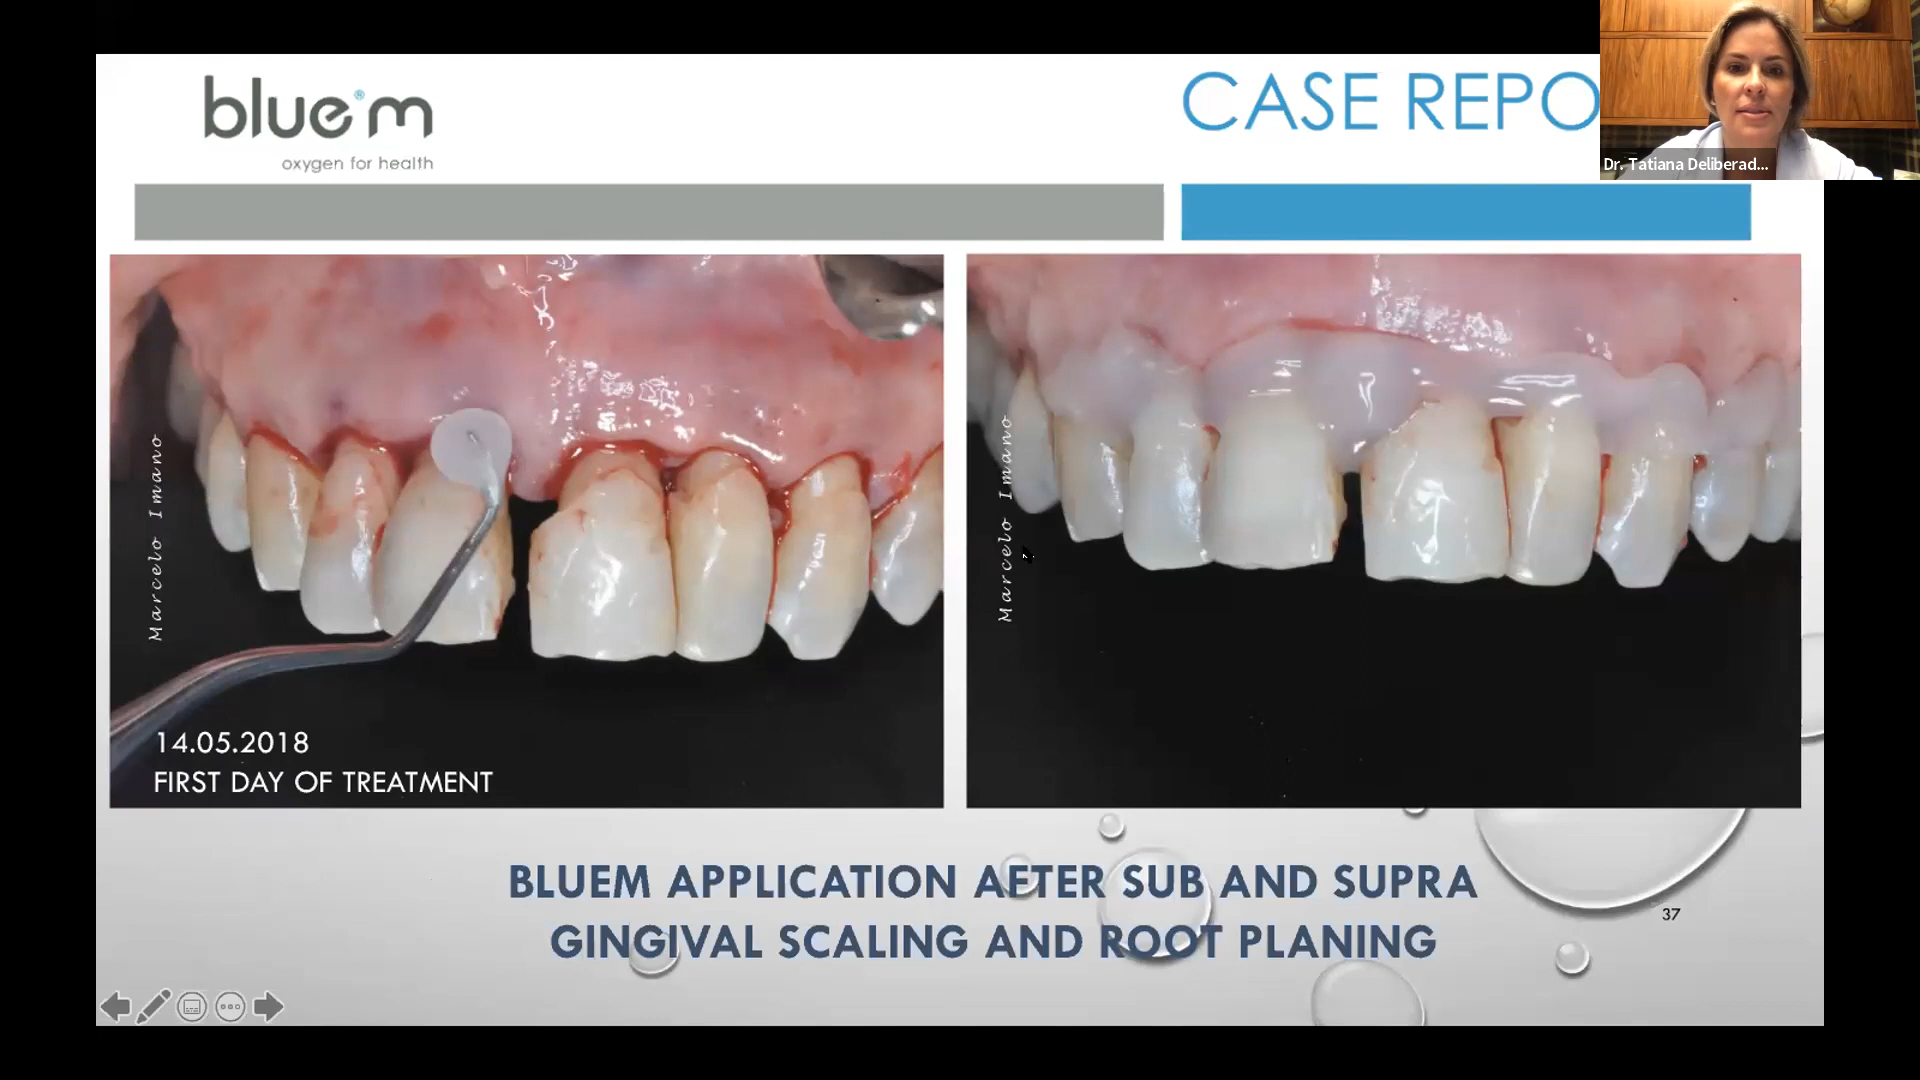 blue®m
oxygen for health
CASE REPO
Dr. Tatiana Deliberad...
Marcelo Imano
14.05.2018
FIRST DAY OF TREATMENT
Marcelo Imano
BLUEM APPLICATION AFTER SUB AND SUPRA
GINGIVAL SCALING AND ROOT PLANING
37